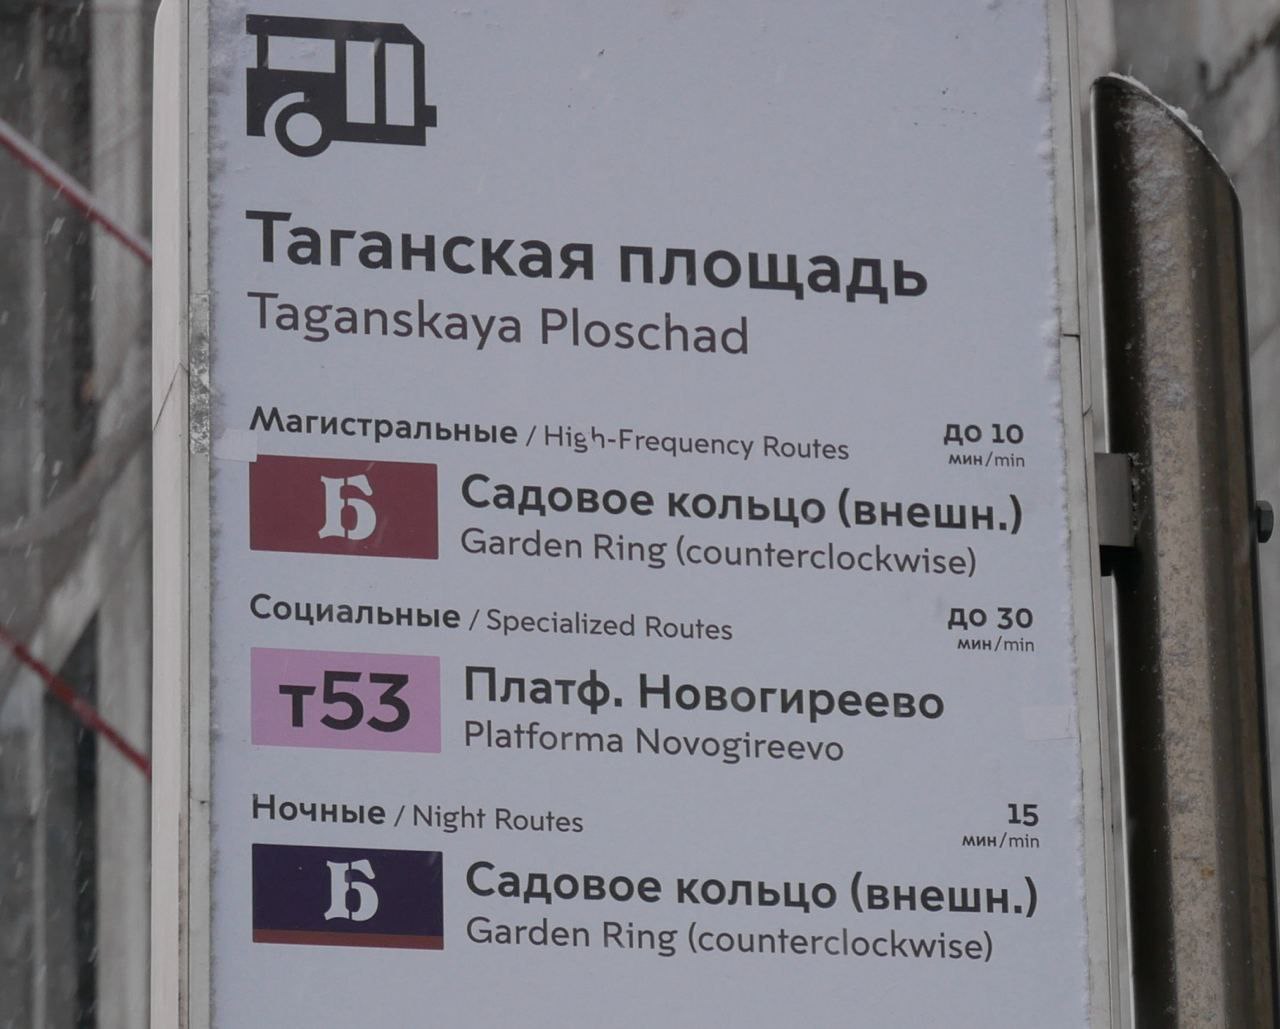 Таганская площадь
Taganskaya Ploschad
Магистральные / High-Frequency Routes до 10
мин/min
Б Садовое кольцо (внешн.)
Garden Ring (counterclockwise)
Социальные / Specialized Routes до 30
мин/min
т53 Платф. Новогиреево
Platforma Novogireevo
Ночные / Night Routes 15
мин/min
Б Садовое кольцо (внешн.)
Garden Ring (counterclockwise)